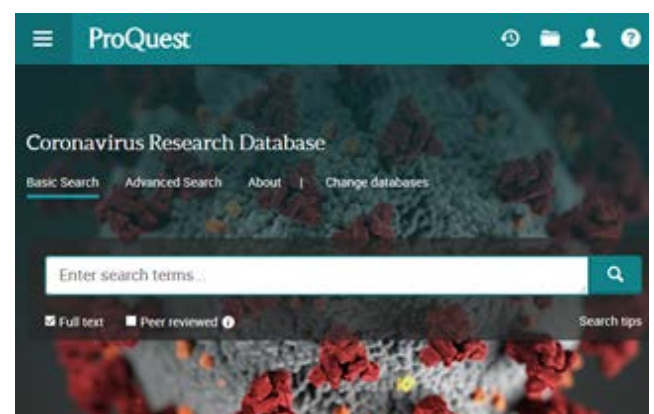 ProQuest
Coronavirus Research Database
Basic Search Advanced Search About | Change databases
Enter search terms...
Full text Peer reviewed Search tips